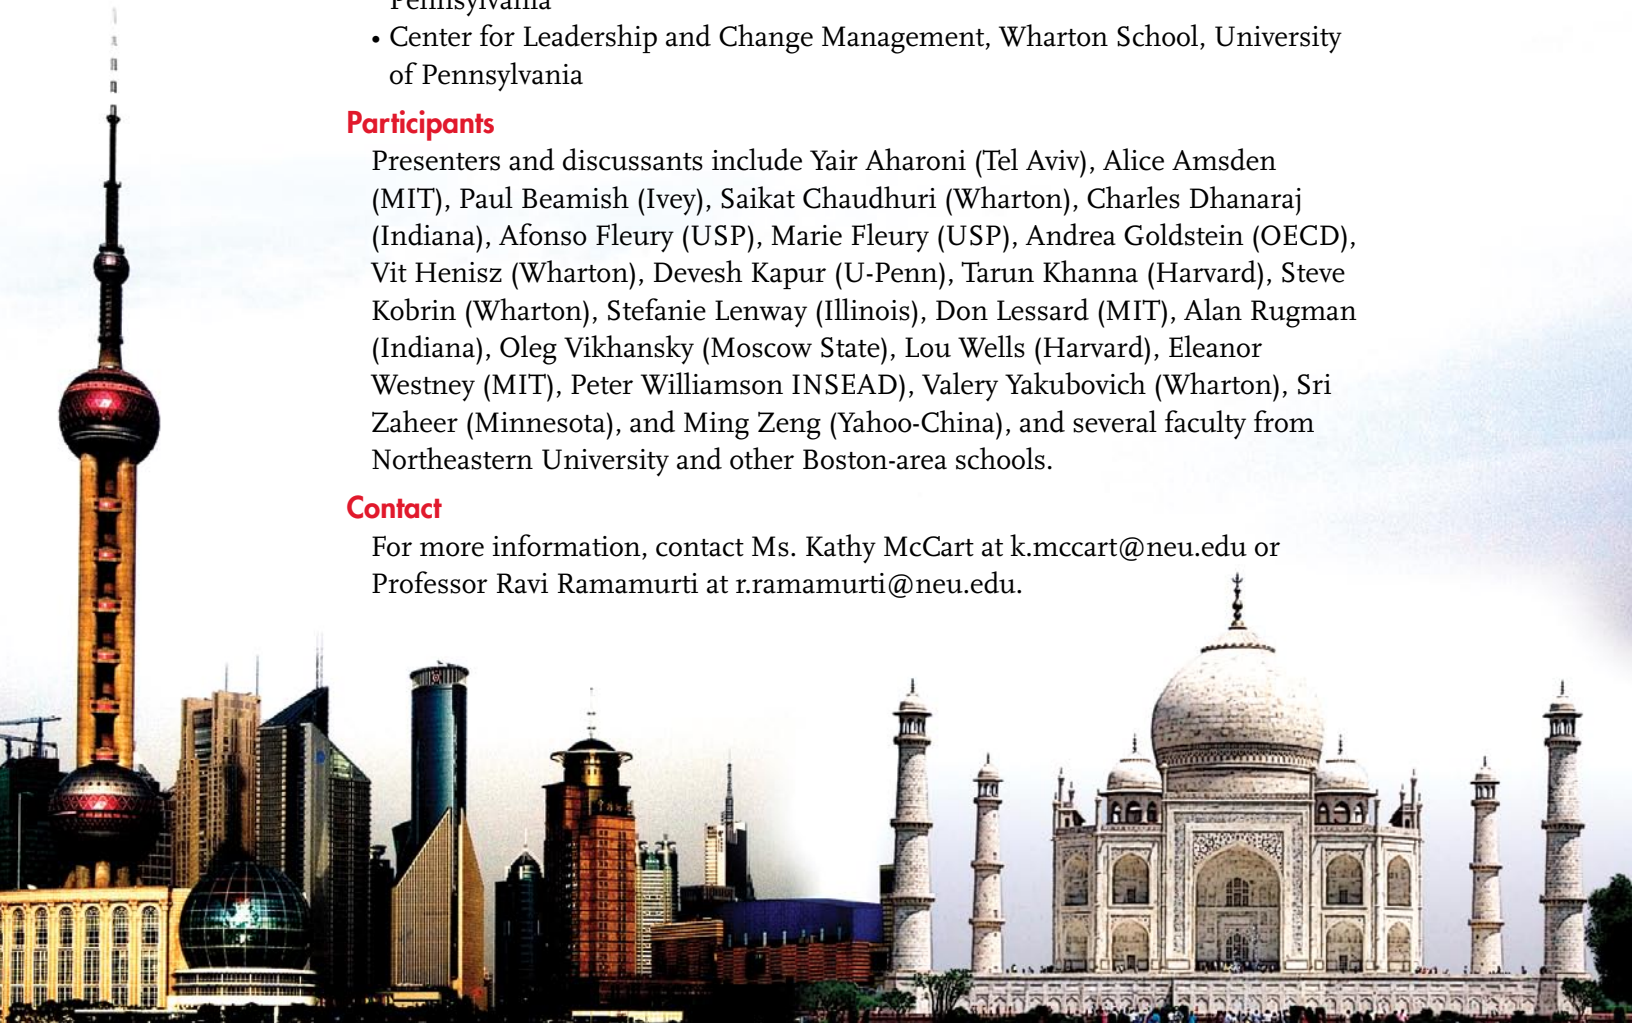 Pennsylvania
• Center for Leadership and Change Management, Wharton School, University
of Pennsylvania
Participants
Presenters and discussants include Yair Aharoni (Tel Aviv), Alice Amsden
(MIT), Paul Beamish (Ivey), Saikat Chaudhuri (Wharton), Charles Dhanaraj
(Indiana), Afonso Fleury (USP), Marie Fleury (USP), Andrea Goldstein (OECD),
Vit Henisz (Wharton), Devesh Kapur (U-Penn), Tarun Khanna (Harvard), Steve
Kobrin (Wharton), Stefanie Lenway (Illinois), Don Lessard (MIT), Alan Rugman
(Indiana), Oleg Vikhansky (Moscow State), Lou Wells (Harvard), Eleanor
Westney (MIT), Peter Williamson INSEAD), Valery Yakubovich (Wharton), Sri
Zaheer (Minnesota), and Ming Zeng (Yahoo-China), and several faculty from
Northeastern University and other Boston-area schools.
Contact
For more information, contact Ms. Kathy McCart at k.mccart@neu.edu or
Professor Ravi Ramamurti at r.ramamurti@neu.edu.